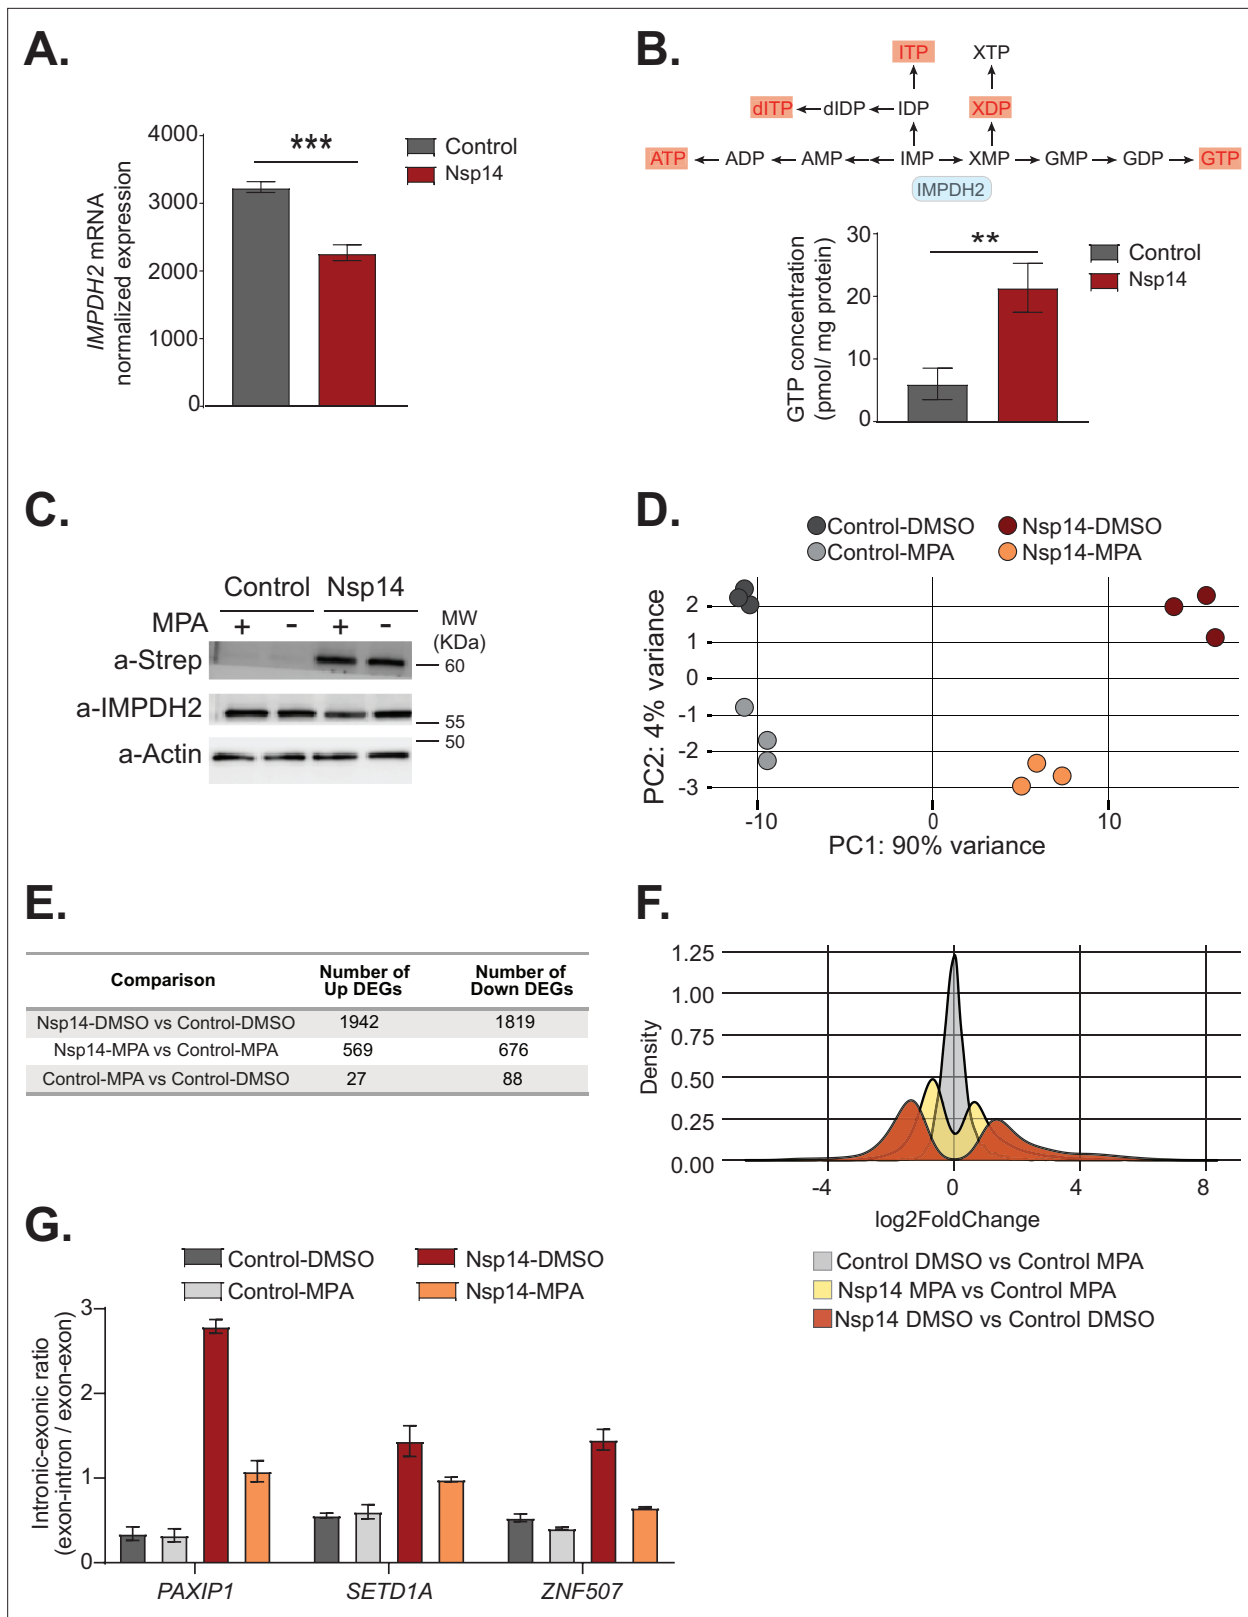 A.
4000
3000
2000
1000
0
IMPDH2 mRNA
normalized expression
***
Control
Nsp14
B.
ITP XTP
dITP dIDP IDP XDP
ATP ADP AMP IMP XMP GMP GDP GTP
IMPDH2
30
20
10
0
GTP concentration
(pmol/ mg protein)
**
Control
Nsp14
C.
Control Nsp14
MPA + - + - MW
(KDa)
a-Strep 60
a-IMPDH2 55
50
a-Actin
D.
Control-DMSO Nsp14-DMSO
Control-MPA Nsp14-MPA
PC2: 4% variance
2
1
0
-1
-2
-3
-10 0 10
PC1: 90% variance
E.
Comparison Number of Up DEGs Number of Down DEGs
Nsp14-DMSO vs Control-DMSO 1942 1819
Nsp14-MPA vs Control-MPA 569 676
Control-MPA vs Control-DMSO 27 88
F.
Density
1.25
1.00
0.75
0.50
0.25
0.00
-4 0 4 8
log2FoldChange
Control DMSO vs Control MPA
Nsp14 MPA vs Control MPA
Nsp14 DMSO vs Control DMSO
G.
Control-DMSO Nsp14-DMSO
Control-MPA Nsp14-MPA
Intronic-exonic ratio
(exon-intron / exon-exon)
3
2
1
0
PAXIP1 SETD1A ZNF507